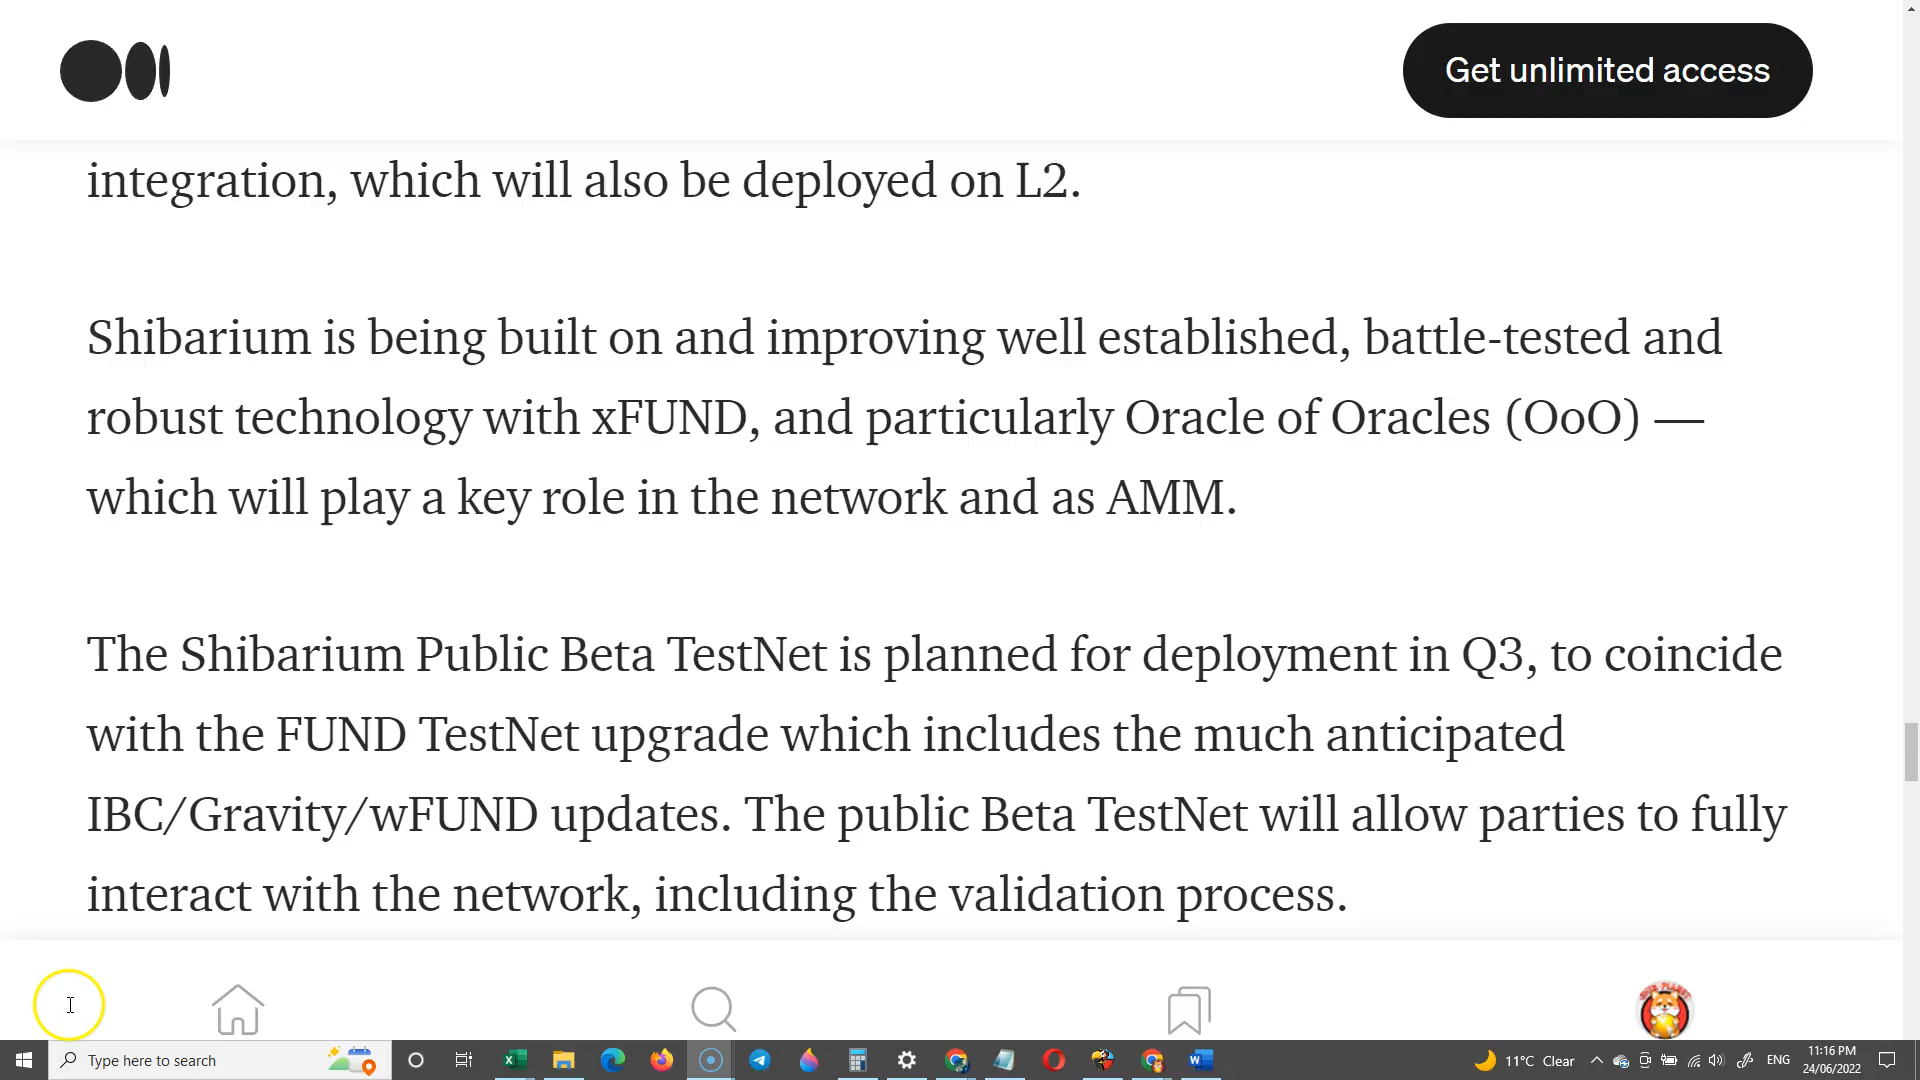 Get unlimited access
integration, which will also be deployed on L2.
Shibarium is being built on and improving well established, battle-tested and
robust technology with xFUND, and particularly Oracle of Oracles (OoO) —
which will play a key role in the network and as AMM.
The Shibarium Public Beta TestNet is planned for deployment in Q3, to coincide
with the FUND TestNet upgrade which includes the much anticipated
IBC/Gravity/wFUND updates. The public Beta TestNet will allow parties to fully
interact with the network, including the validation process.
Type here to search
11°C Clear
ENG
11:16 PM
24/06/2022